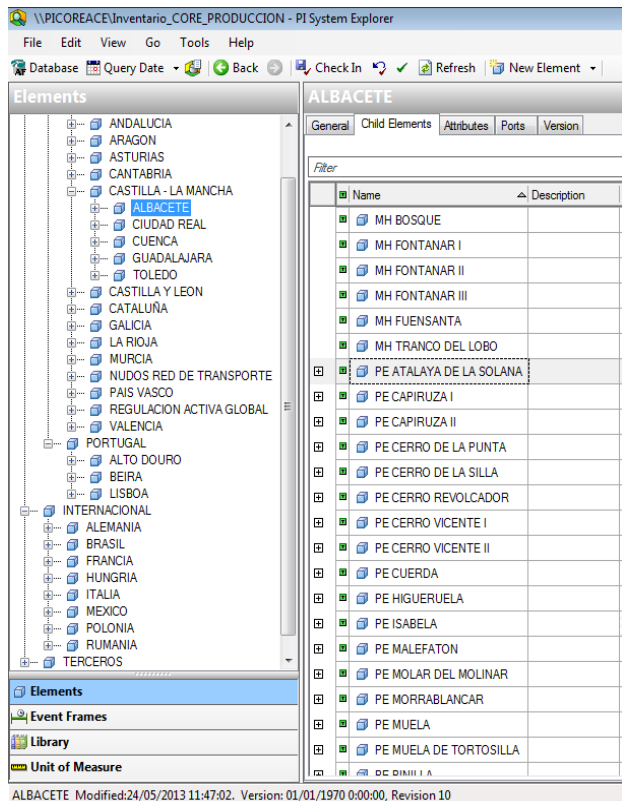 \\PICOREACE\Inventario_CORE_PRODUCCION - PI System Explorer
File Edit View Go Tools Help
Database Query Date Back Check In Refresh New Element
Elements
ANDALUCIA
ARAGON
ASTURIAS
CANTABRIA
CASTILLA - LA MANCHA
ALBACETE
CIUDAD REAL
CUENCA
GUADALAJARA
TOLEDO
CASTILLA Y LEON
CATALUÑA
GALICIA
LA RIOJA
MURCIA
NUDOS RED DE TRANSPORTE
PAIS VASCO
REGULACION ACTIVA GLOBAL
VALENCIA
PORTUGAL
ALTO DOURO
BEIRA
LISBOA
INTERNACIONAL
ALEMANIA
BRASIL
FRANCIA
HUNGRIA
ITALIA
MEXICO
POLONIA
RUMANIA
TERCEROS
Elements
Event Frames
Library
Unit of Measure
ALBACETE
General Child Elements Attributes Ports Version
Filter
Name Description
MH BOSQUE
MH FONTANAR I
MH FONTANAR II
MH FONTANAR III
MH FUENSANTA
MH TRANCO DEL LOBO
PE ATALAYA DE LA SOLANA
PE CAPIRUZA I
PE CAPIRUZA II
PE CERRO DE LA PUNTA
PE CERRO DE LA SILLA
PE CERRO REVOLCADOR
PE CERRO VICENTE I
PE CERRO VICENTE II
PE CUERDA
PE HIGUERUELA
PE ISABELA
PE MALEFATON
PE MOLAR DEL MOLINAR
PE MORRABLANCAR
PE MUELA
PE MUELA DE TORTOSILLA
PE PINILLA
ALBACETE Modified:24/05/2013 11:47:02. Version: 01/01/1970 0:00:00, Revision 10